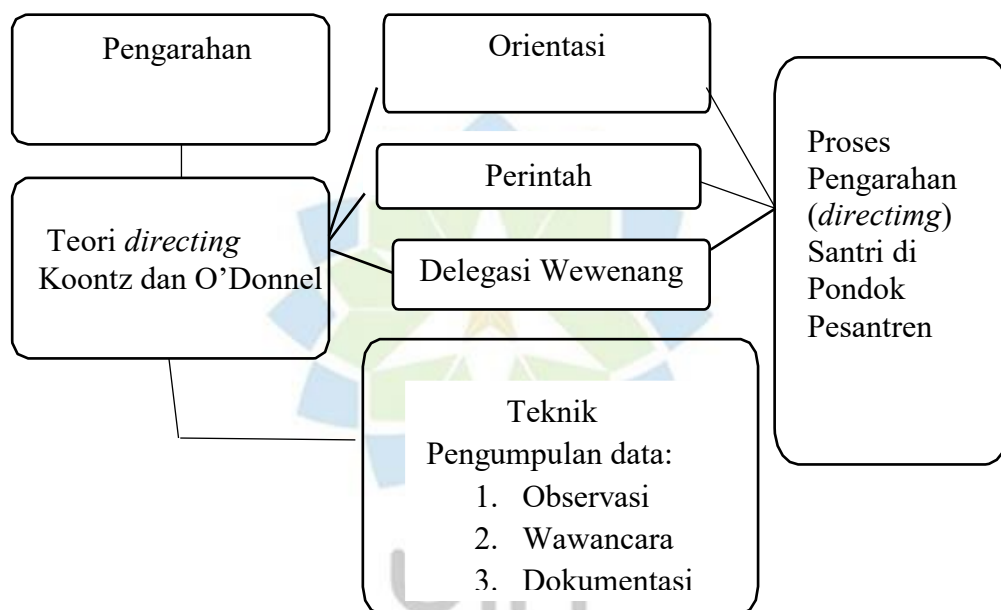 Pengarahan
Teori directing
Koontz dan O’Donnel
Orientasi
Perintah
Delegasi Wewenang
Teknik
Pengumpulan data:
1. Observasi
2. Wawancara
3. Dokumentasi
Proses
Pengarahan
(directimg)
Santri di
Pondok
Pesantren